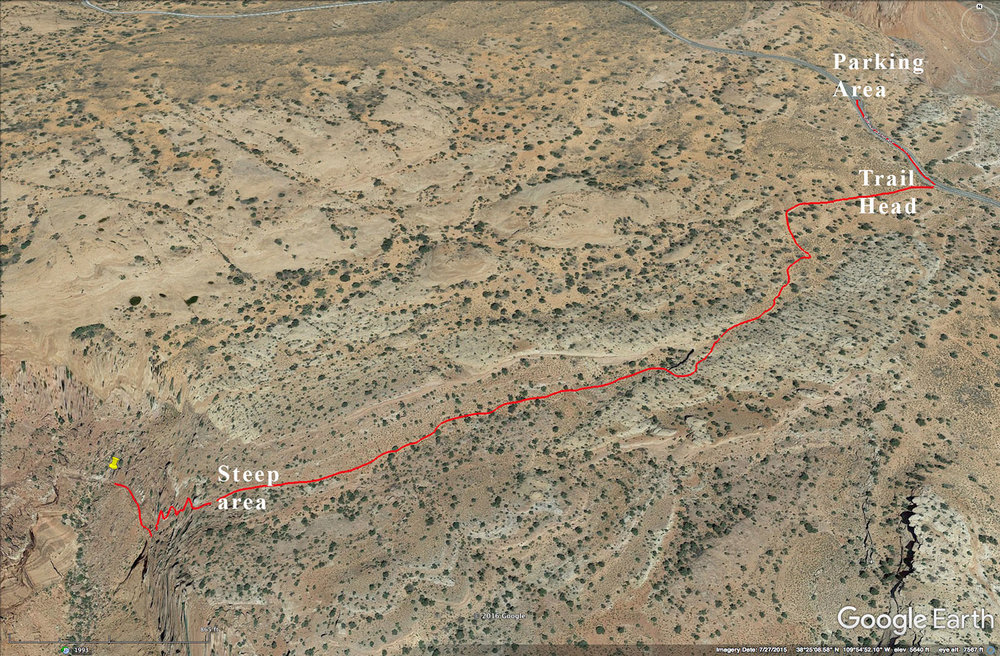 N
Parking
Area
Trail
Head
Steep
area
2016 Google
Google Earth
1993
Imagery Date: 7/27/2015 38°25'08.58" N 109°54'52.10" W elev 5640 ft eye alt 7567 ft